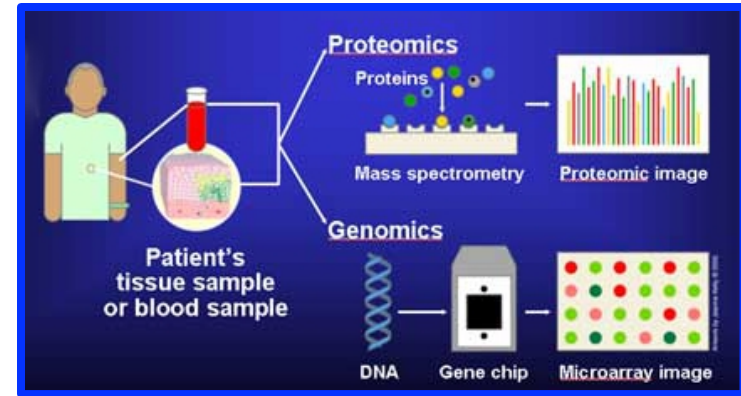 Proteomics
Proteins
Mass spectrometry
Proteomic image
Patient's
tissue sample
or blood sample
Genomics
DNA
Gene chip
Microarray image